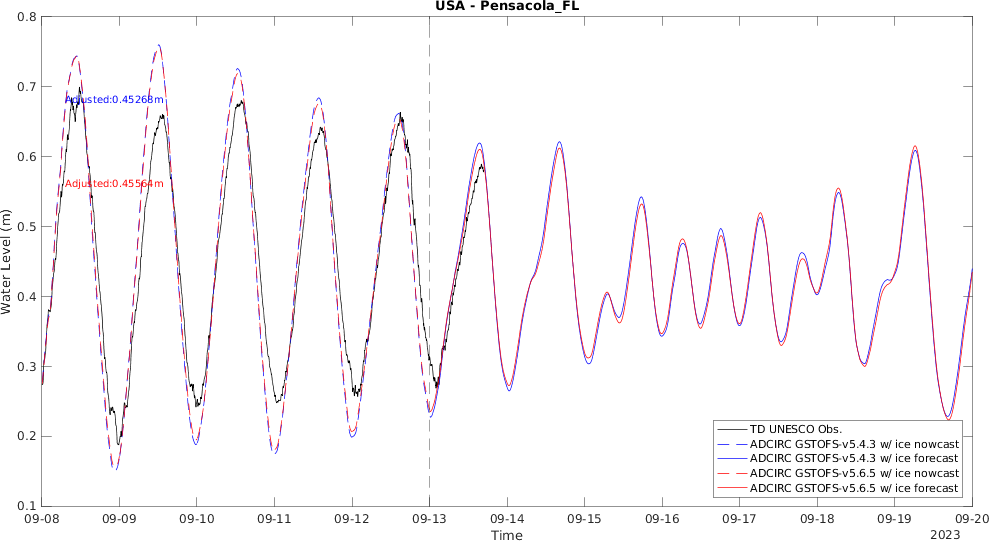 USA - Pensacola_FL
0.8
0.7
0.6
0.5
0.4
0.3
0.2
0.1
Water Level (m)
Adjusted:0.45263m
Adjusted:0.45564m
TD UNESCO Obs.
ADCIRC GSTOFS-v5.4.3 w/ ice nowcast
ADCIRC GSTOFS-v5.4.3 w/ ice forecast
ADCIRC GSTOFS-v5.6.5 w/ ice nowcast
ADCIRC GSTOFS-v5.6.5 w/ ice forecast
09-08 09-09 09-10 09-11 09-12 09-13 09-14 09-15 09-16 09-17 09-18 09-19 09-20
Time
2023